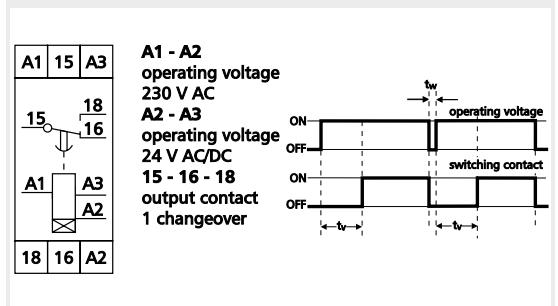 A1 15 A3
15
18
16
A1
A3
A2
18 16 A2
A1 - A2
operating voltage
230 V AC
A2 - A3
operating voltage
24 V AC/DC
15 - 16 - 18
output contact
1 changeover
tw
operating voltage
ON
OFF
switching contact
ON
OFF
tv
tv